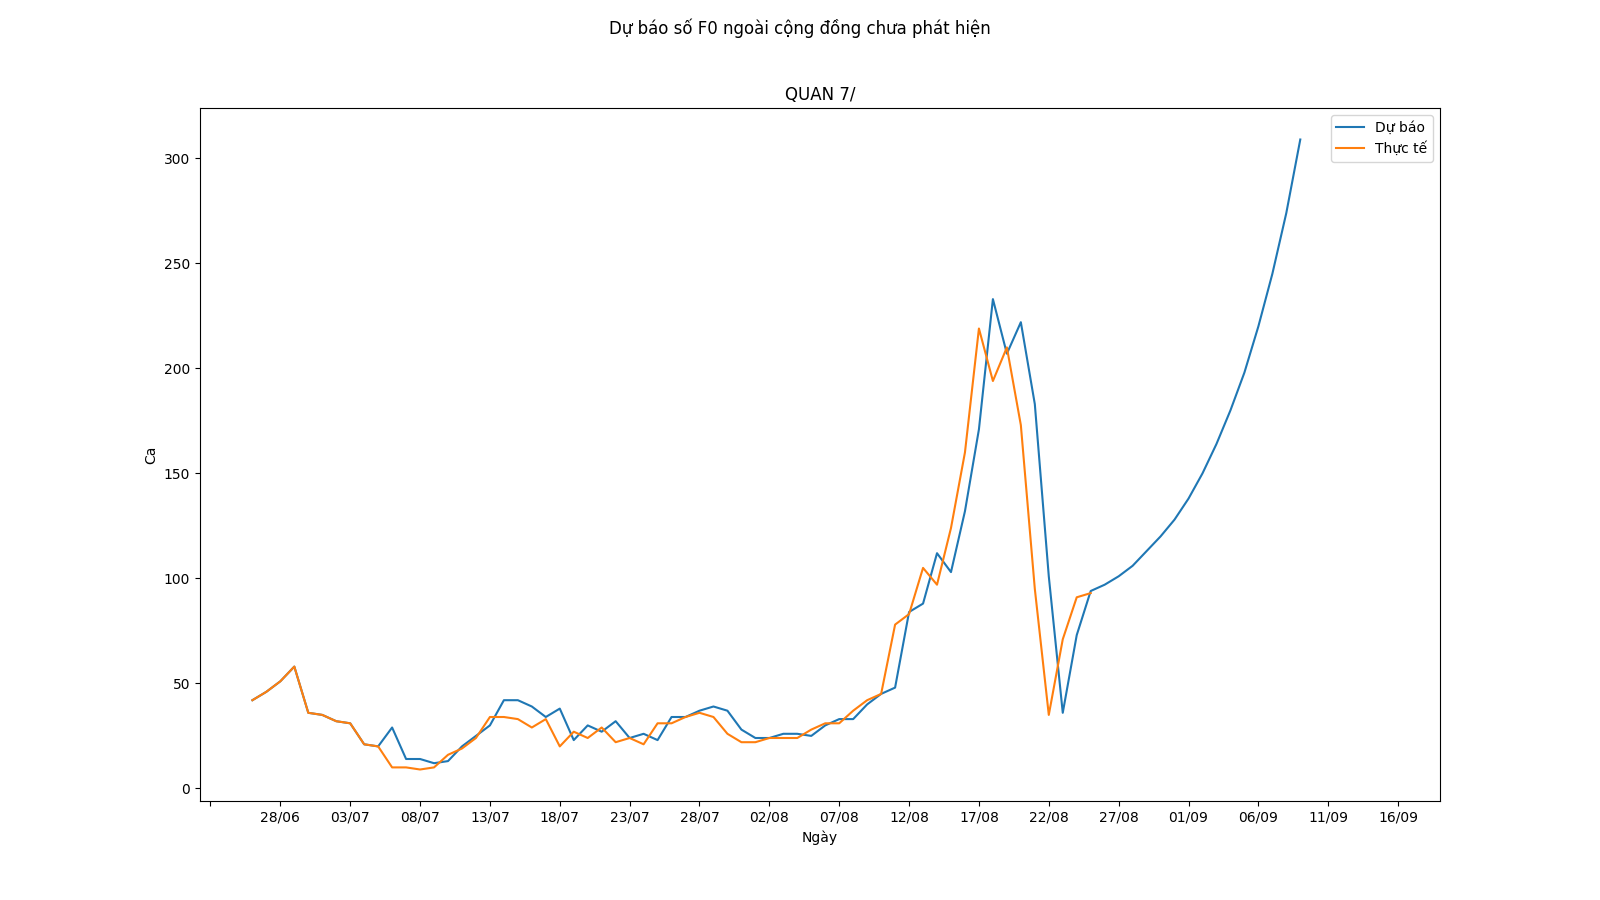 Dự báo số F0 ngoài cộng đồng chưa phát hiện
QUAN 7/
Dự báo
Thực tế
300
250
200
150
100
50
0
Ca
28/06 03/07 08/07 13/07 18/07 23/07 28/07 02/08 07/08 12/08 17/08 22/08 27/08 01/09 06/09 11/09 16/09
Ngày